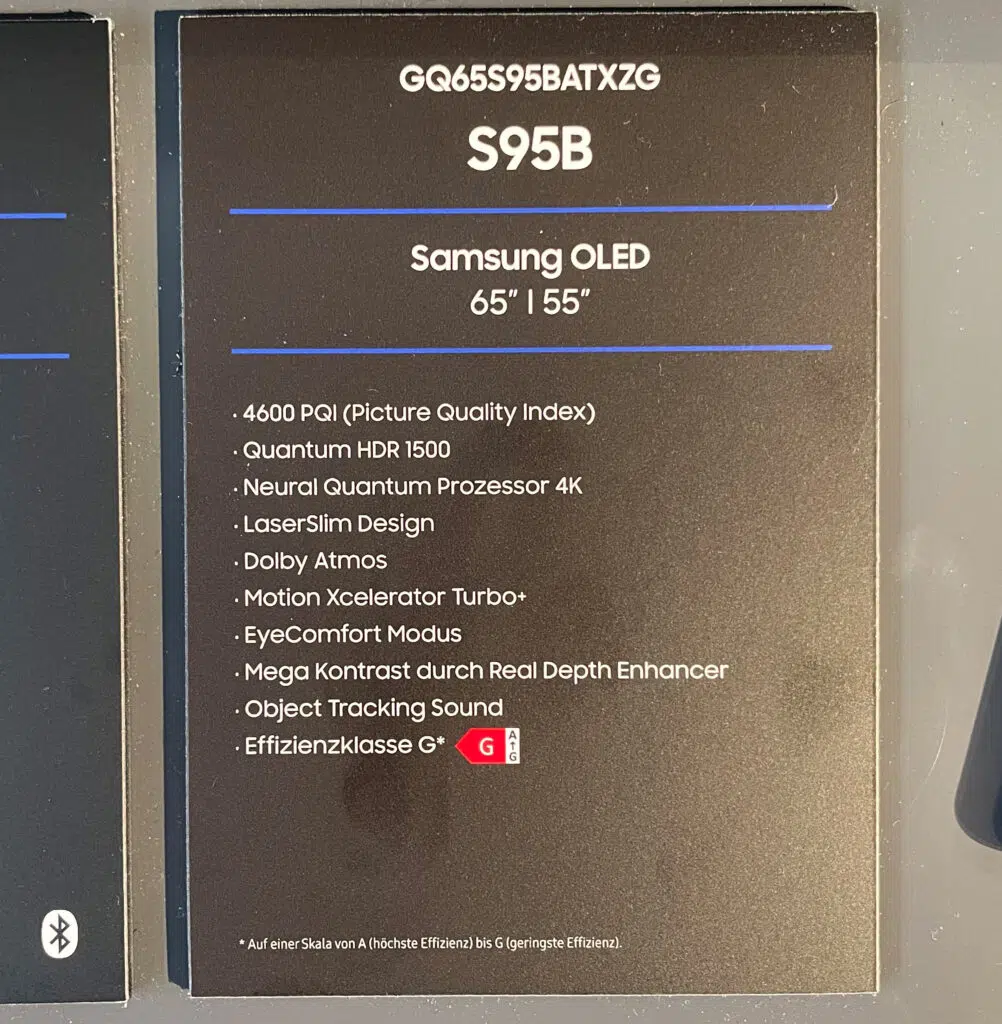 GQ65S95BATXZG
S95B
Samsung OLED
65″ | 55″
· 4600 PQI (Picture Quality Index)
· Quantum HDR 1500
· Neural Quantum Prozessor 4K
· LaserSlim Design
· Dolby Atmos
· Motion Xcelerator Turbo+
· EyeComfort Modus
· Mega Kontrast durch Real Depth Enhancer
· Object Tracking Sound
· Effizienzklasse G* G A↑G
* Auf einer Skala von A (höchste Effizienz) bis G (geringste Effizienz).